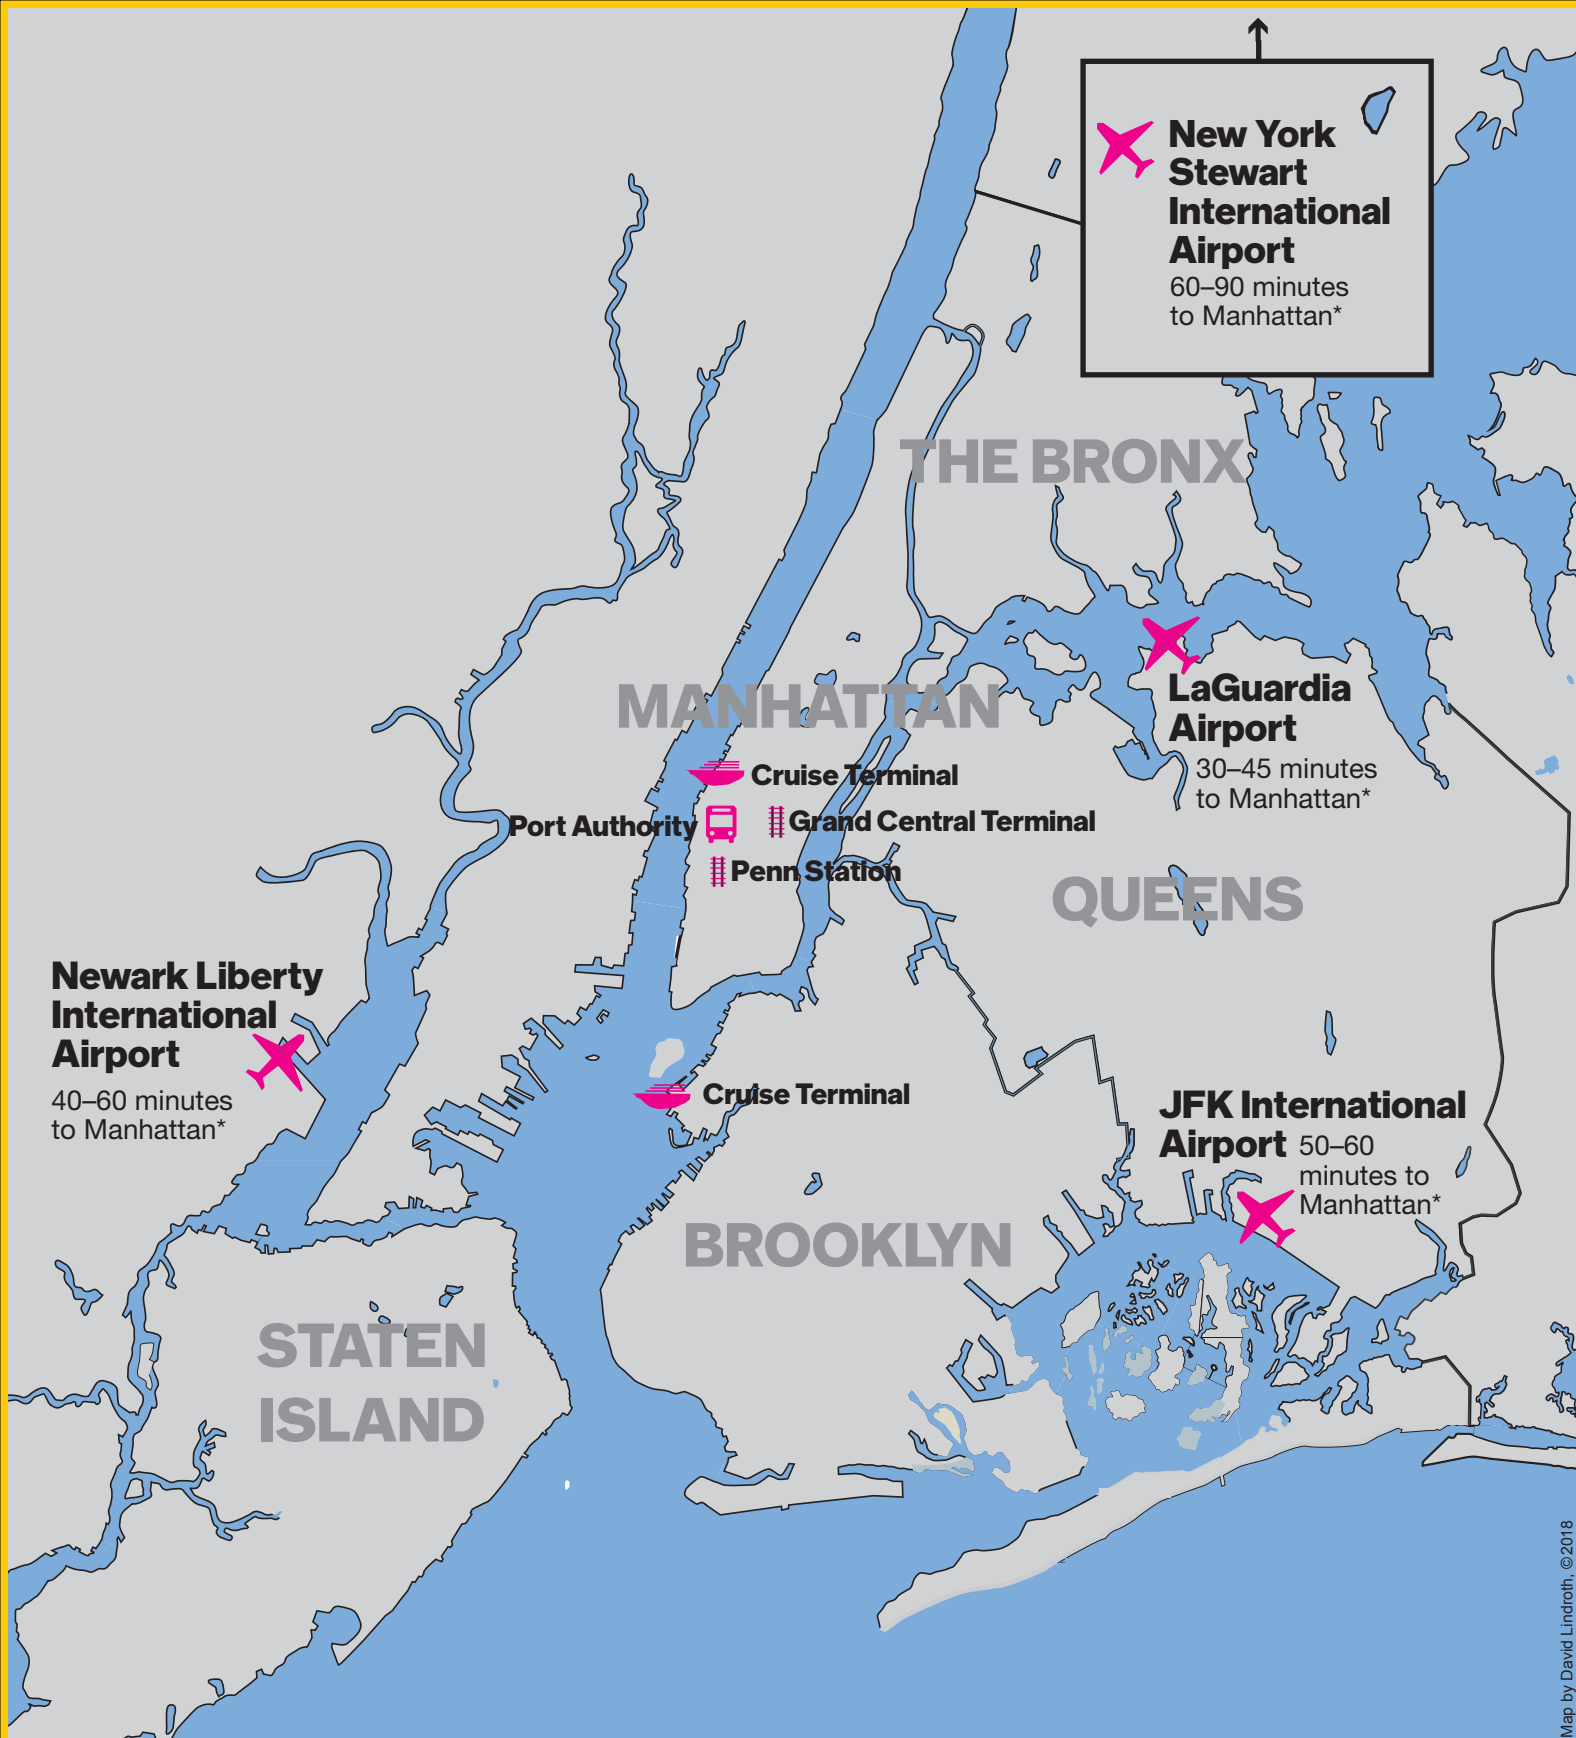 New York
Stewart
International
Airport
60–90 minutes
to Manhattan*
THE BRONX
MANHATTAN
LaGuardia
Airport
30–45 minutes
to Manhattan*
Cruise Terminal
Port Authority
Grand Central Terminal
Penn Station
QUEENS
Newark Liberty
International
Airport
40–60 minutes
to Manhattan*
Cruise Terminal
JFK International
Airport 50–60
minutes to
Manhattan*
BROOKLYN
STATEN
ISLAND
Map by David Lindroth, ©2018